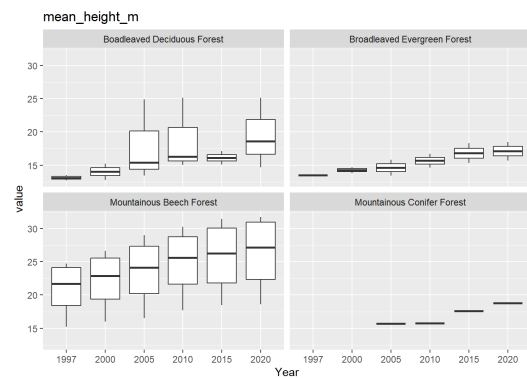 mean_height_m
Boadleaved Deciduous Forest
Broadleaved Evergreen Forest
30
25
20
15
value
Mountainous Beech Forest
Mountainous Conifer Forest
30
25
20
15
1997 2000 2005 2010 2015 2020
1997 2000 2005 2010 2015 2020
Year